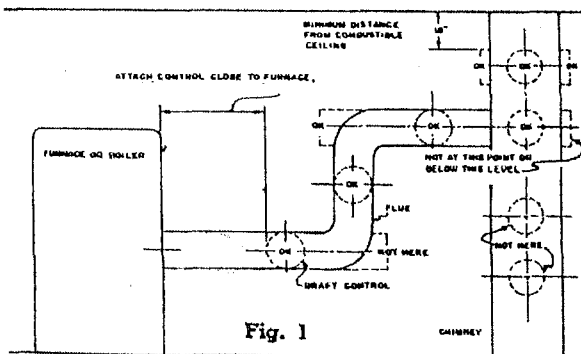 MINIMUM DISTANCE
FROM COMBUSTIBLE
CEILING
18"
ATTACH CONTROL CLOSE TO FURNACE.
OK
OK
OK
OK
OK
OK
FURNACE OR BOILER
NOT AT THIS POINT OR
BELOW THIS LEVEL
OK
FLUE
OK
NOT HERE
NOT HERE
DRAFT CONTROL
Fig. 1
CHIMNEY